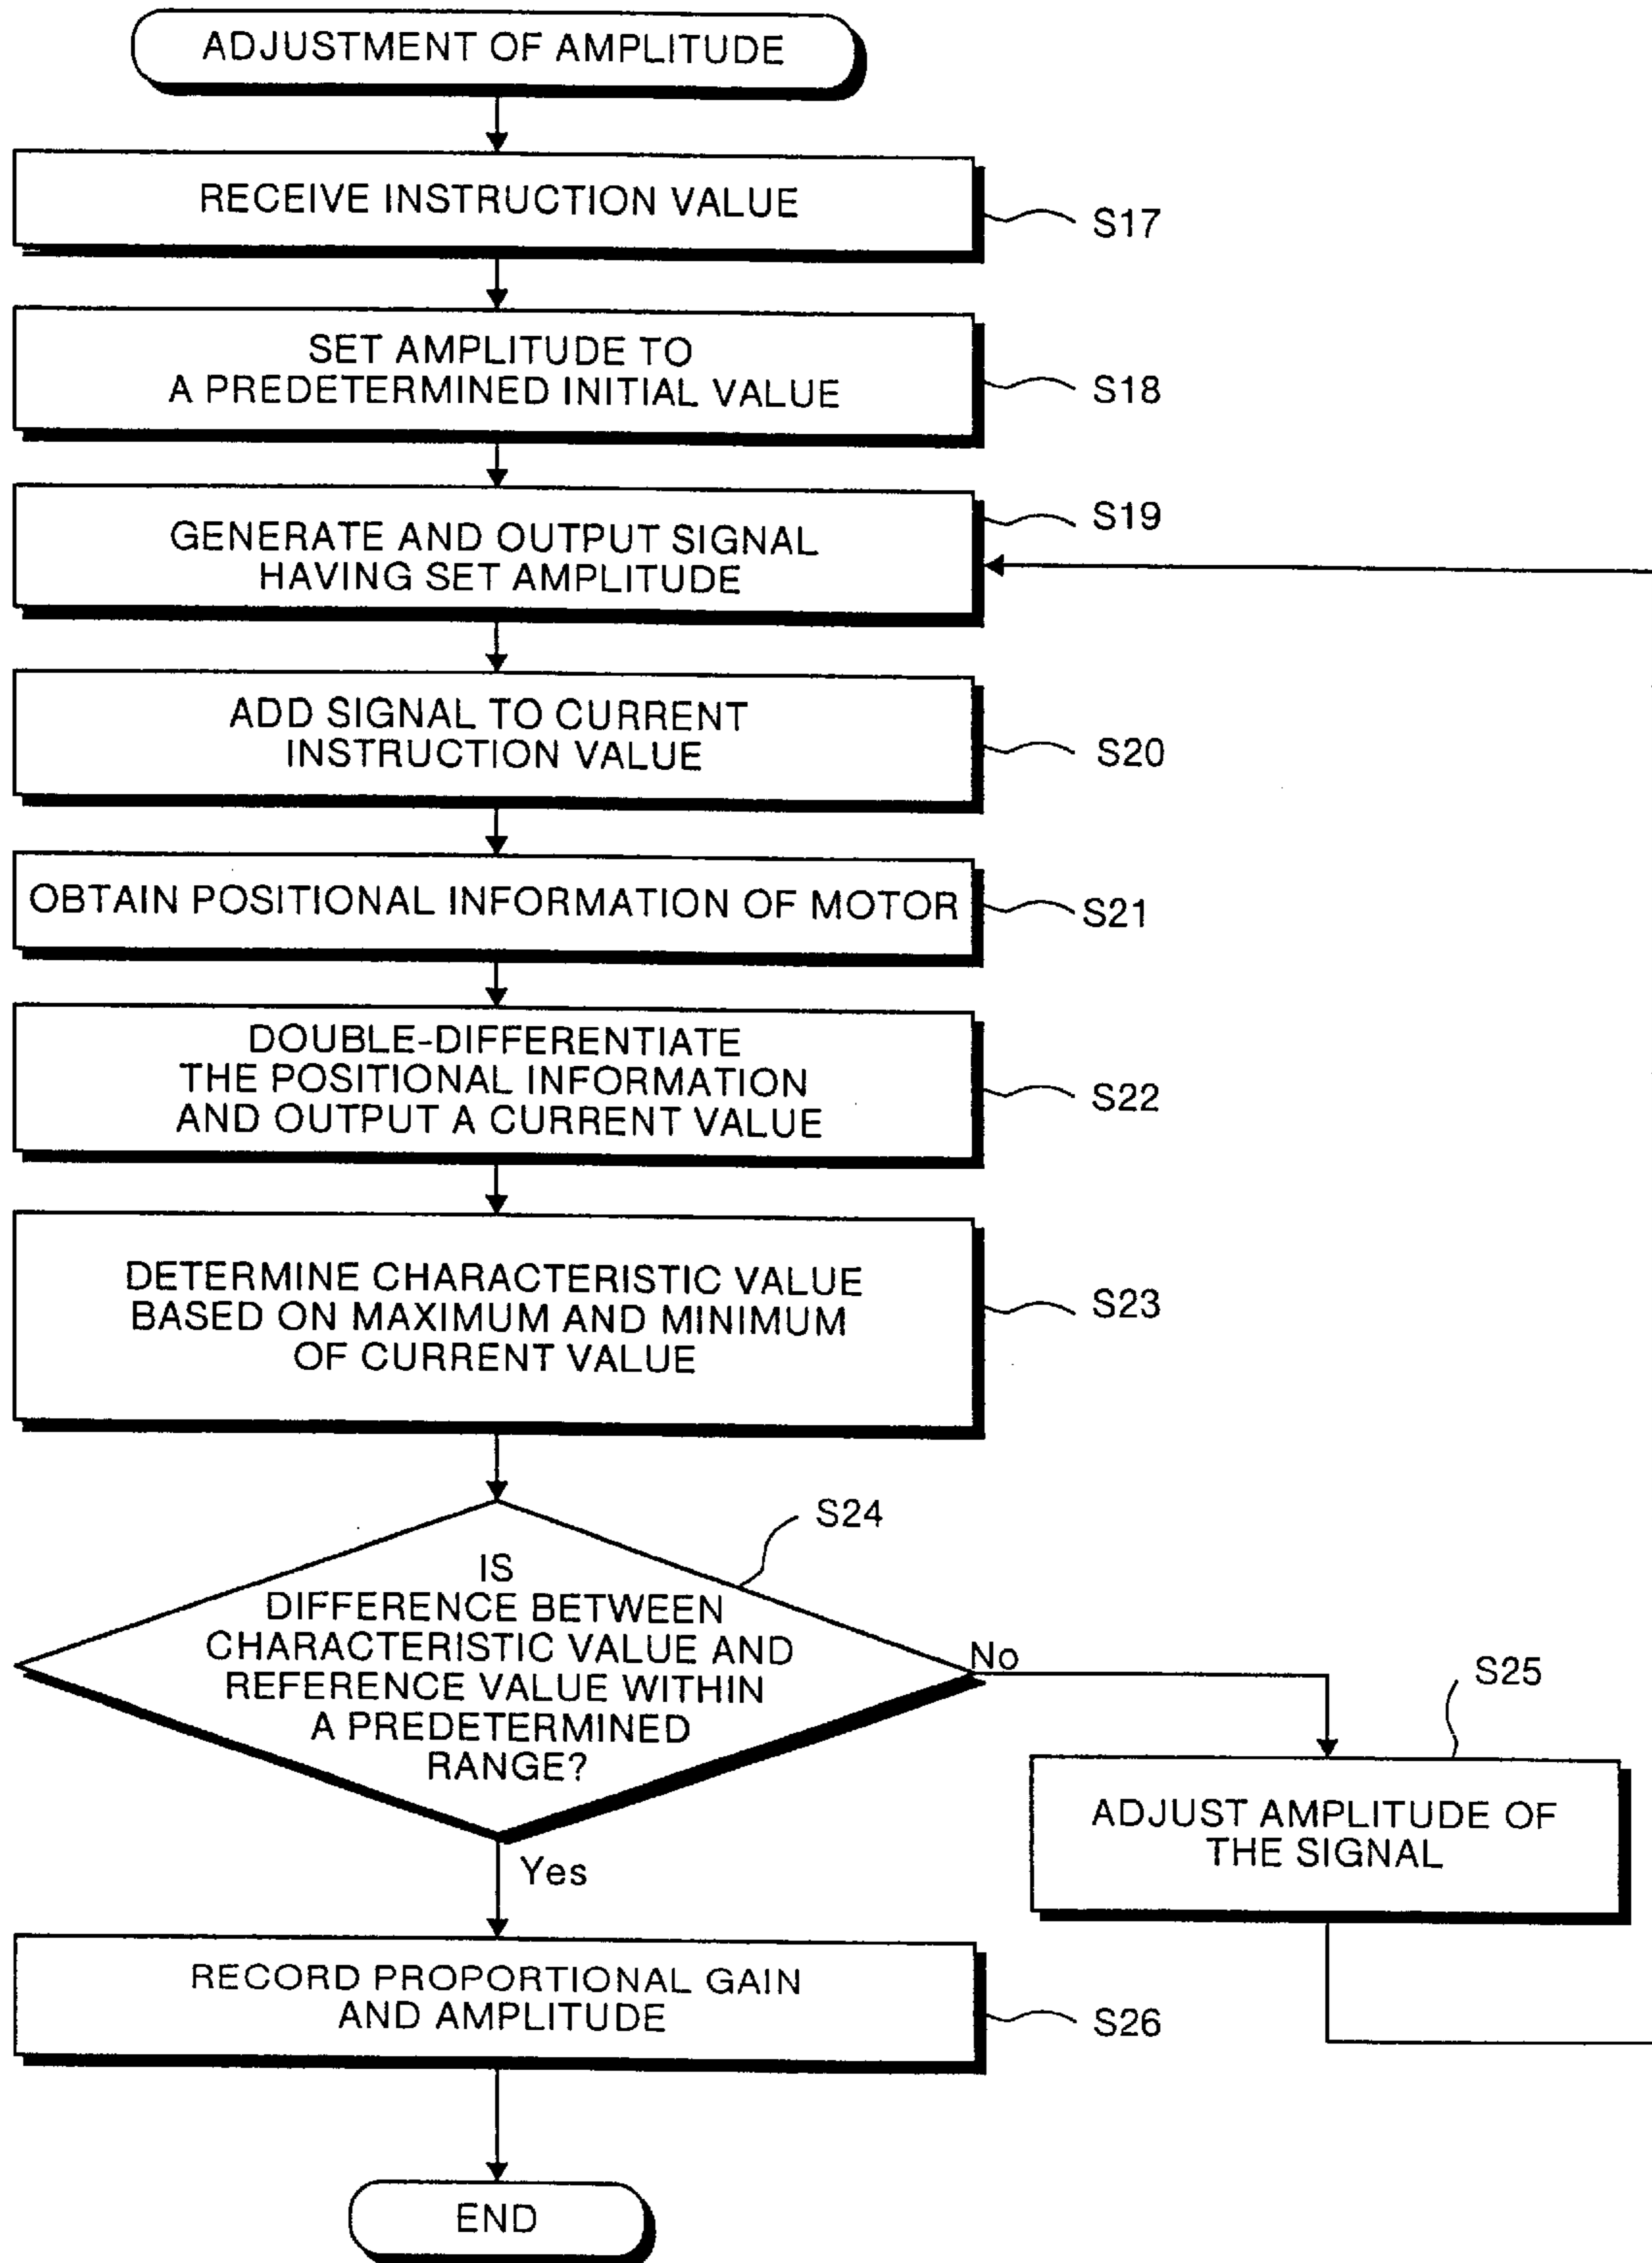 ADJUSTMENT OF AMPLITUDE
RECEIVE INSTRUCTION VALUE
S17
SET AMPLITUDE TO
A PREDETERMINED INITIAL VALUE
S18
GENERATE AND OUTPUT SIGNAL
HAVING SET AMPLITUDE
S19
ADD SIGNAL TO CURRENT
INSTRUCTION VALUE
S20
OBTAIN POSITIONAL INFORMATION OF MOTOR
S21
DOUBLE-DIFFERENTIATE
THE POSITIONAL INFORMATION
AND OUTPUT A CURRENT VALUE
S22
DETERMINE CHARACTERISTIC VALUE
BASED ON MAXIMUM AND MINIMUM
OF CURRENT VALUE
S23
S24
IS
DIFFERENCE BETWEEN
CHARACTERISTIC VALUE AND
REFERENCE VALUE WITHIN
A PREDETERMINED
RANGE?
No
S25
ADJUST AMPLITUDE OF
THE SIGNAL
Yes
RECORD PROPORTIONAL GAIN
AND AMPLITUDE
S26
END